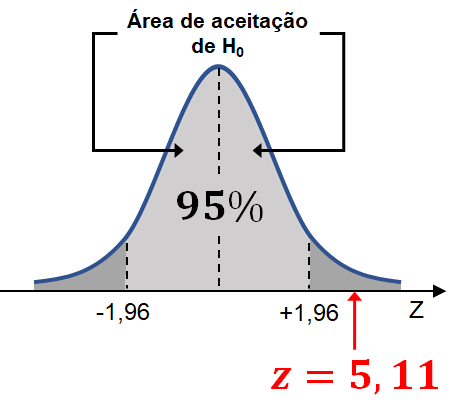 Área de aceitação
de H₀
95%
-1,96
+1,96
Z
z = 5, 11